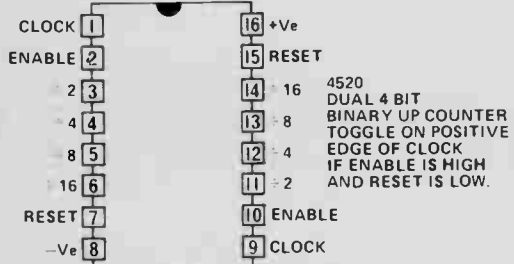 CLOCK 1
ENABLE 2
2 3
4 4
8 5
16 6
RESET 7
−Ve 8
16 +Ve
15 RESET
14 ÷ 16
13 ÷ 8
12 ÷ 4
11 ÷ 2
10 ENABLE
9 CLOCK
4520
DUAL 4 BIT
BINARY UP COUNTER
TOGGLE ON POSITIVE
EDGE OF CLOCK
IF ENABLE IS HIGH
AND RESET IS LOW.